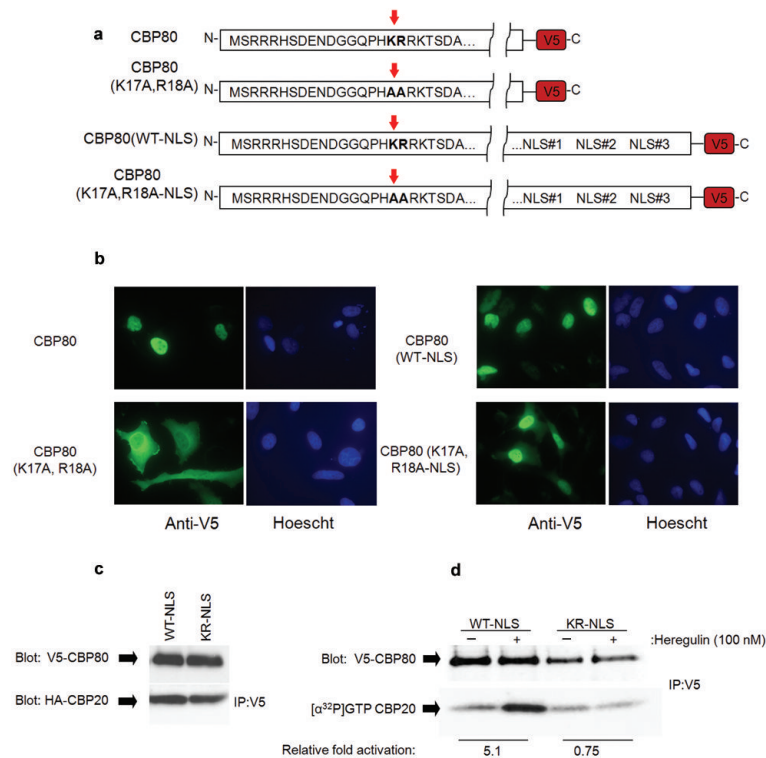 a
CBP80
N- MSRRRHSDENDGGQPHKRRKTSDA... V5 -C
CBP80
(K17A,R18A)
N- MSRRRHSDENDGGQPHAARKTSDA... V5 -C
CBP80(WT-NLS)
N- MSRRRHSDENDGGQPHKRRKTSDA... ...NLS#1 NLS#2 NLS#3 V5 -C
CBP80
(K17A,R18A-NLS)
N- MSRRRHSDENDGGQPHAARKTSDA... ...NLS#1 NLS#2 NLS#3 V5 -C
b
CBP80
CBP80
(WT-NLS)
CBP80
(K17A, R18A)
CBP80 (K17A,
R18A-NLS)
Anti-V5 Hoescht Anti-V5 Hoescht
c
WT-NLS
KR-NLS
Blot: V5-CBP80
Blot: HA-CBP20
IP:V5
d
WT-NLS KR-NLS
– + – + :Heregulin (100 nM)
Blot: V5-CBP80
IP:V5
[α³²P]GTP CBP20
Relative fold activation: 5.1 0.75